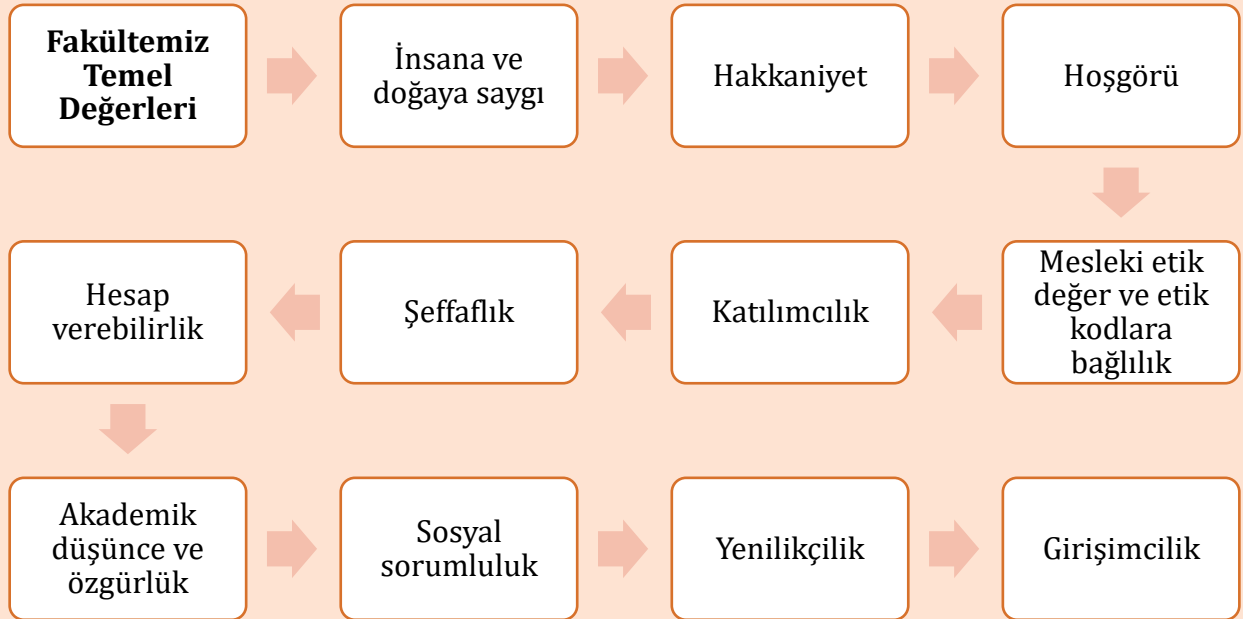 Fakültemiz
Temel
Değerleri
İnsana ve
doğaya saygı
Hakkaniyet
Hoşgörü
Mesleki etik
değer ve etik
kodlara
bağlılık
Katılımcılık
Şeffaflık
Hesap
verebilirlik
Akademik
düşünce ve
özgürlük
Sosyal
sorumluluk
Yenilikçilik
Girişimcilik